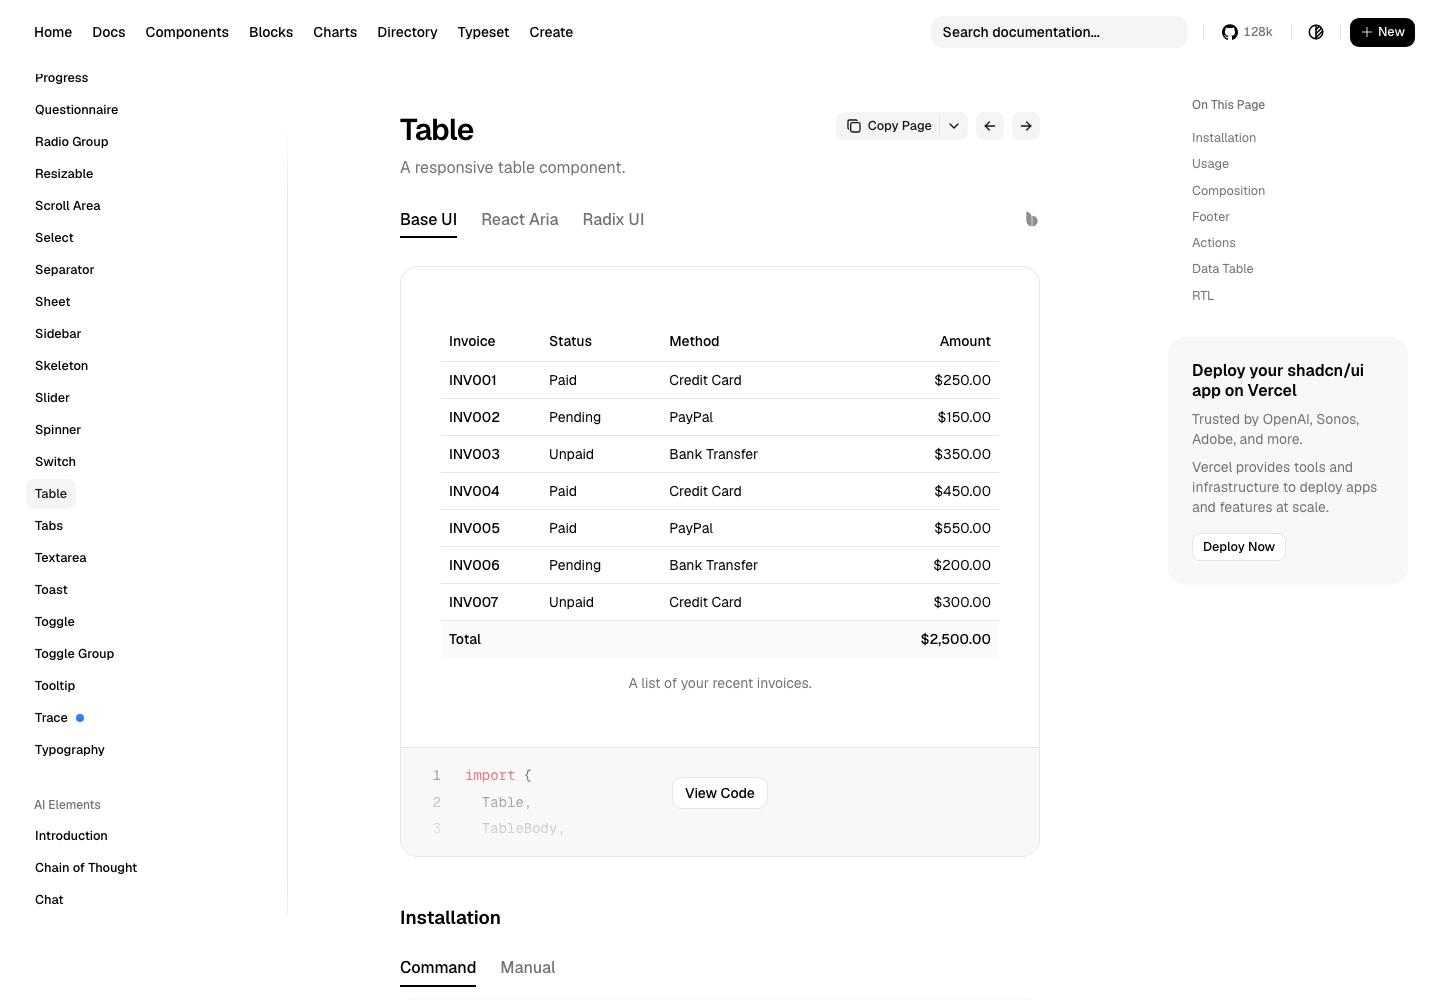 Home Docs Components Blocks Charts Directory Typeset Create
Search documentation...
128k
New
Progress
Questionnaire
Radio Group
Resizable
Scroll Area
Select
Separator
Sheet
Sidebar
Skeleton
Slider
Spinner
Switch
Table
Tabs
Textarea
Toast
Toggle
Toggle Group
Tooltip
Trace
Typography
AI Elements
Introduction
Chain of Thought
Chat
Table
Copy Page
A responsive table component.
Base UI React Aria Radix UI
Invoice Status Method Amount
INV001 Paid Credit Card $250.00
INV002 Pending PayPal $150.00
INV003 Unpaid Bank Transfer $350.00
INV004 Paid Credit Card $450.00
INV005 Paid PayPal $550.00
INV006 Pending Bank Transfer $200.00
INV007 Unpaid Credit Card $300.00
Total $2,500.00
A list of your recent invoices.
1 import {
2 Table,
3 TableBody,
View Code
Installation
Command Manual
On This Page
Installation
Usage
Composition
Footer
Actions
Data Table
RTL
Deploy your shadcn/ui
app on Vercel
Trusted by OpenAI, Sonos,
Adobe, and more.
Vercel provides tools and
infrastructure to deploy apps
and features at scale.
Deploy Now